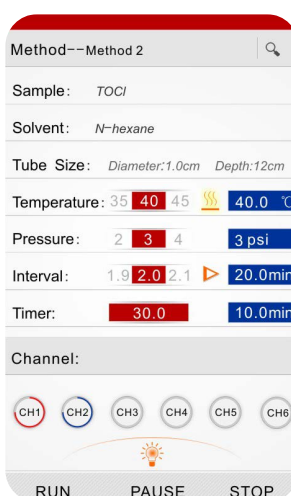 Method--Method 2
Sample: TOCl
Solvent: N-hexane
Tube Size: Diameter:1.0cm Depth:12cm
Temperature: 35 40 45 40.0 ℃
Pressure: 2 3 4 3 psi
Interval: 1.9 2.0 2.1 20.0min
Timer: 30.0 10.0min
Channel:
CH1 CH2 CH3 CH4 CH5 CH6
RUN PAUSE STOP